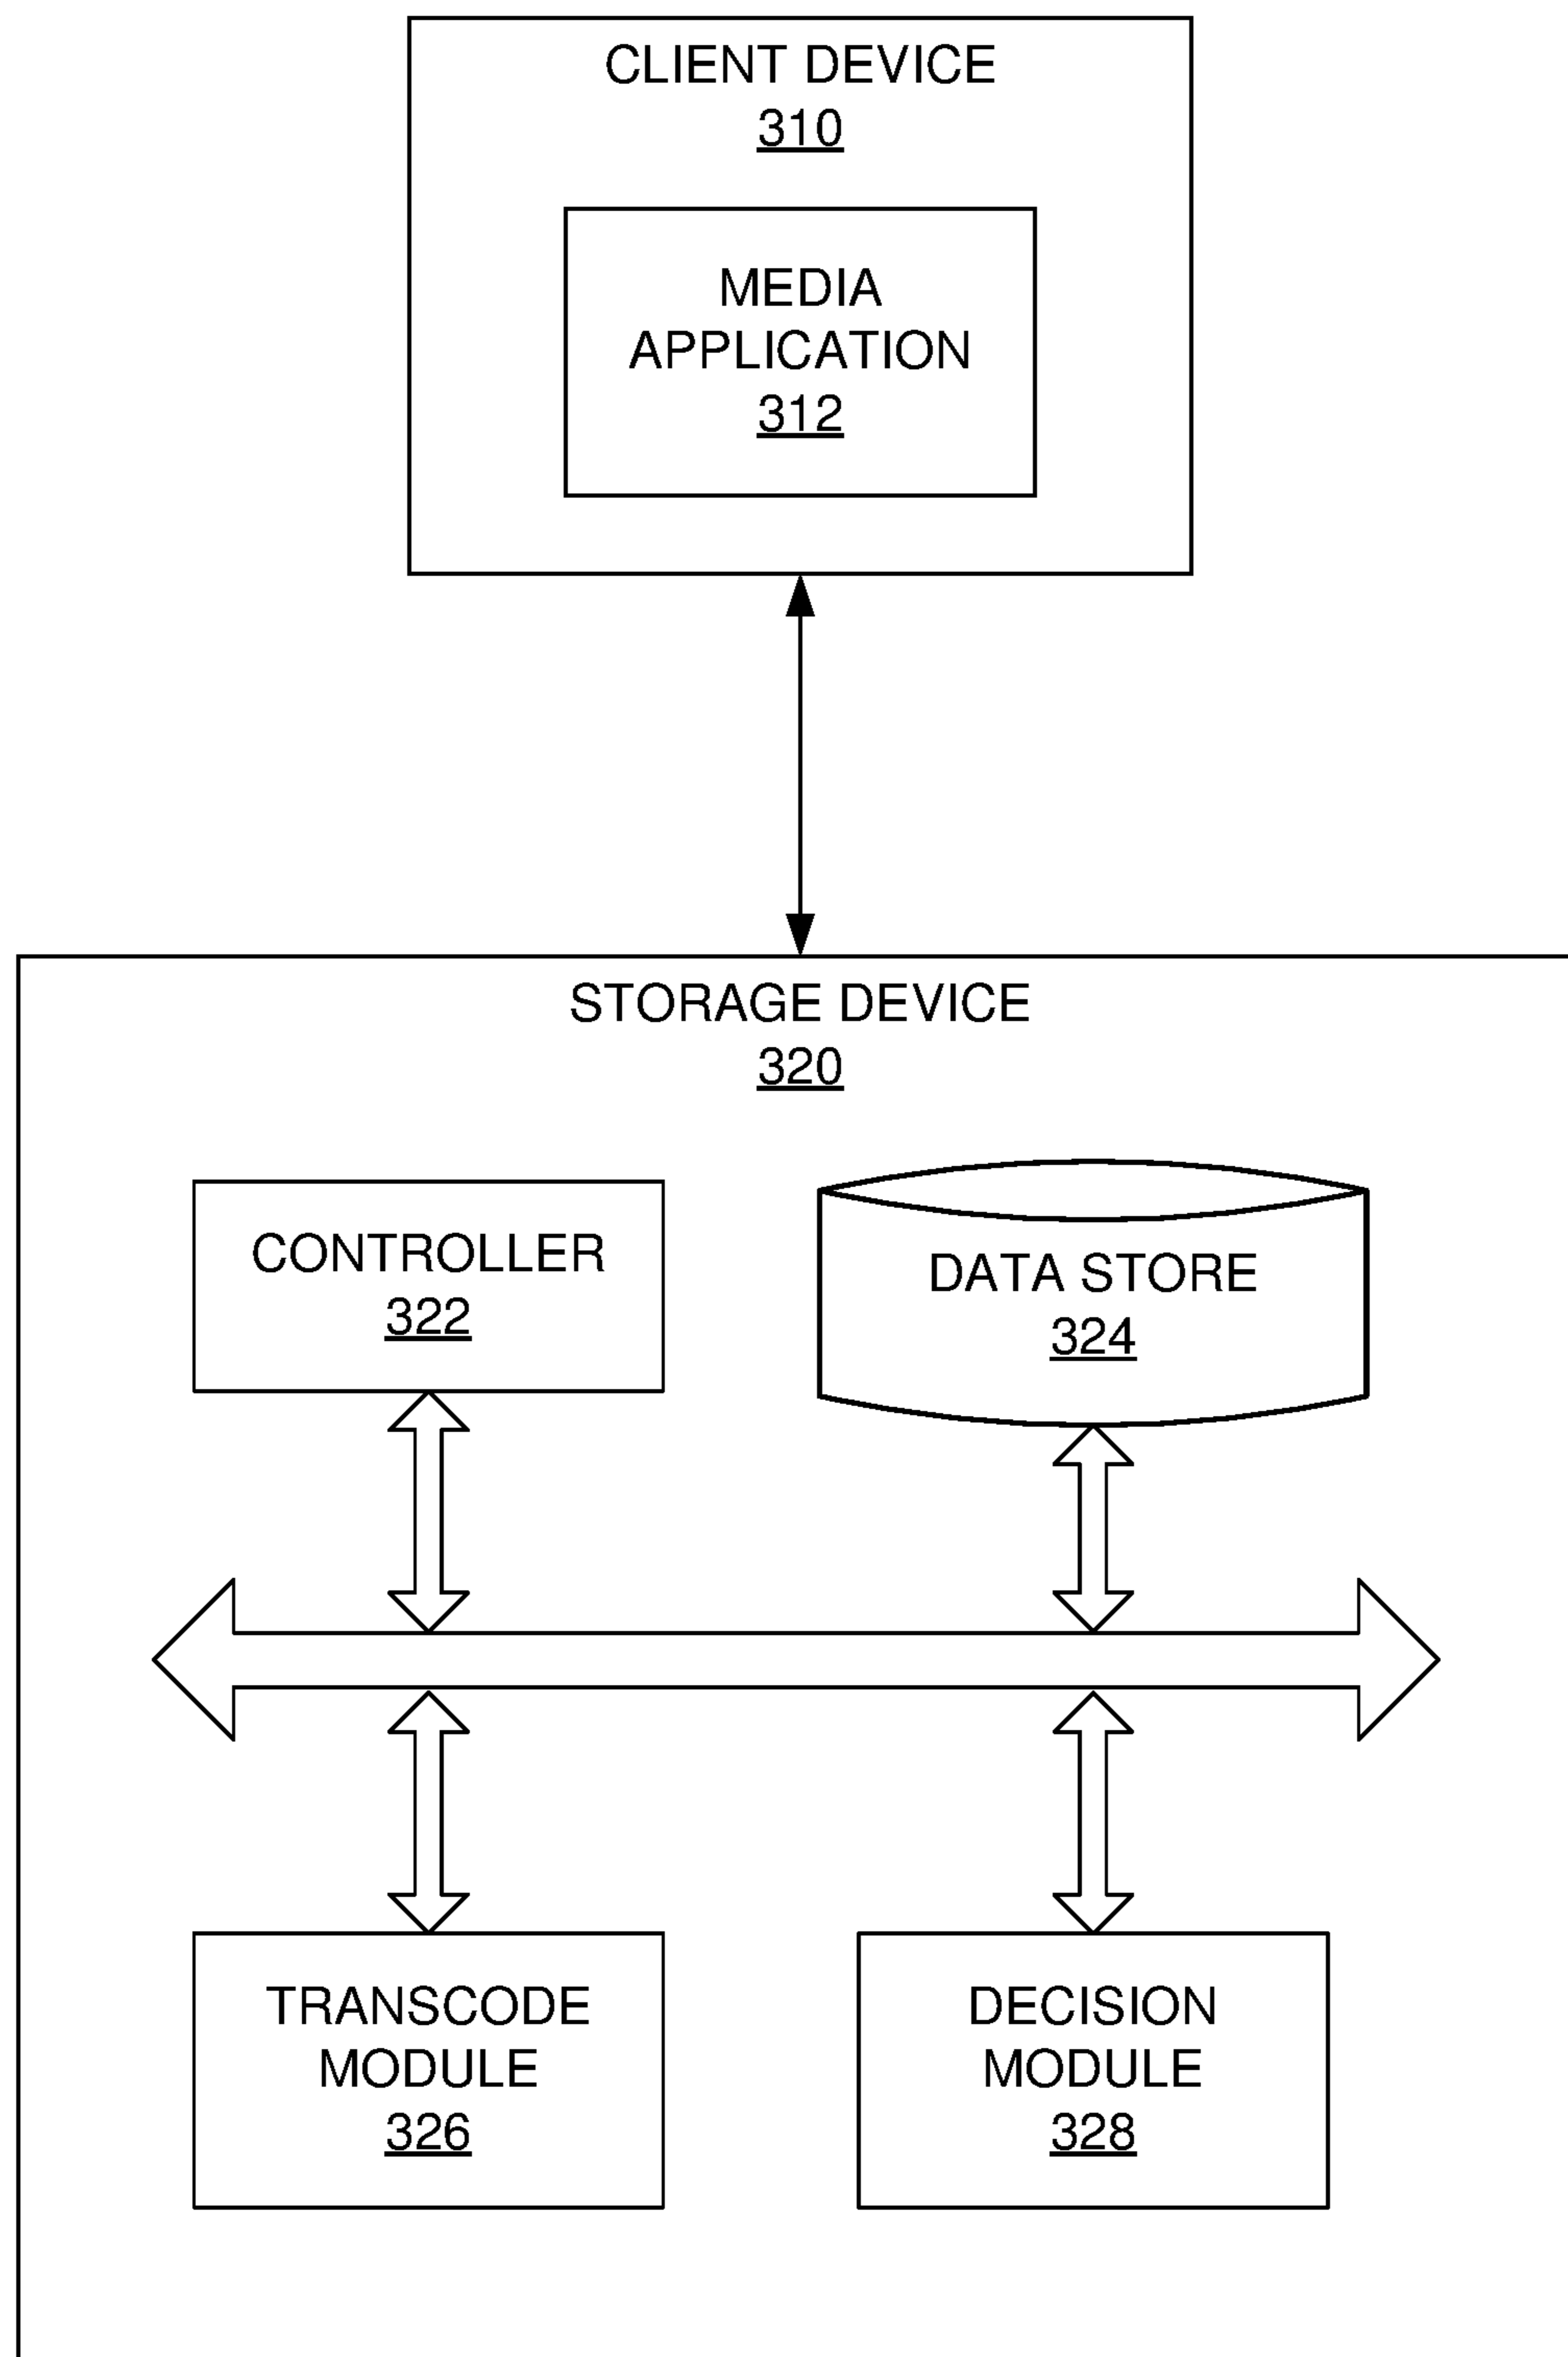 CLIENT DEVICE
310
MEDIA
APPLICATION
312
STORAGE DEVICE
320
CONTROLLER
322
DATA STORE
324
TRANSCODE
MODULE
326
DECISION
MODULE
328